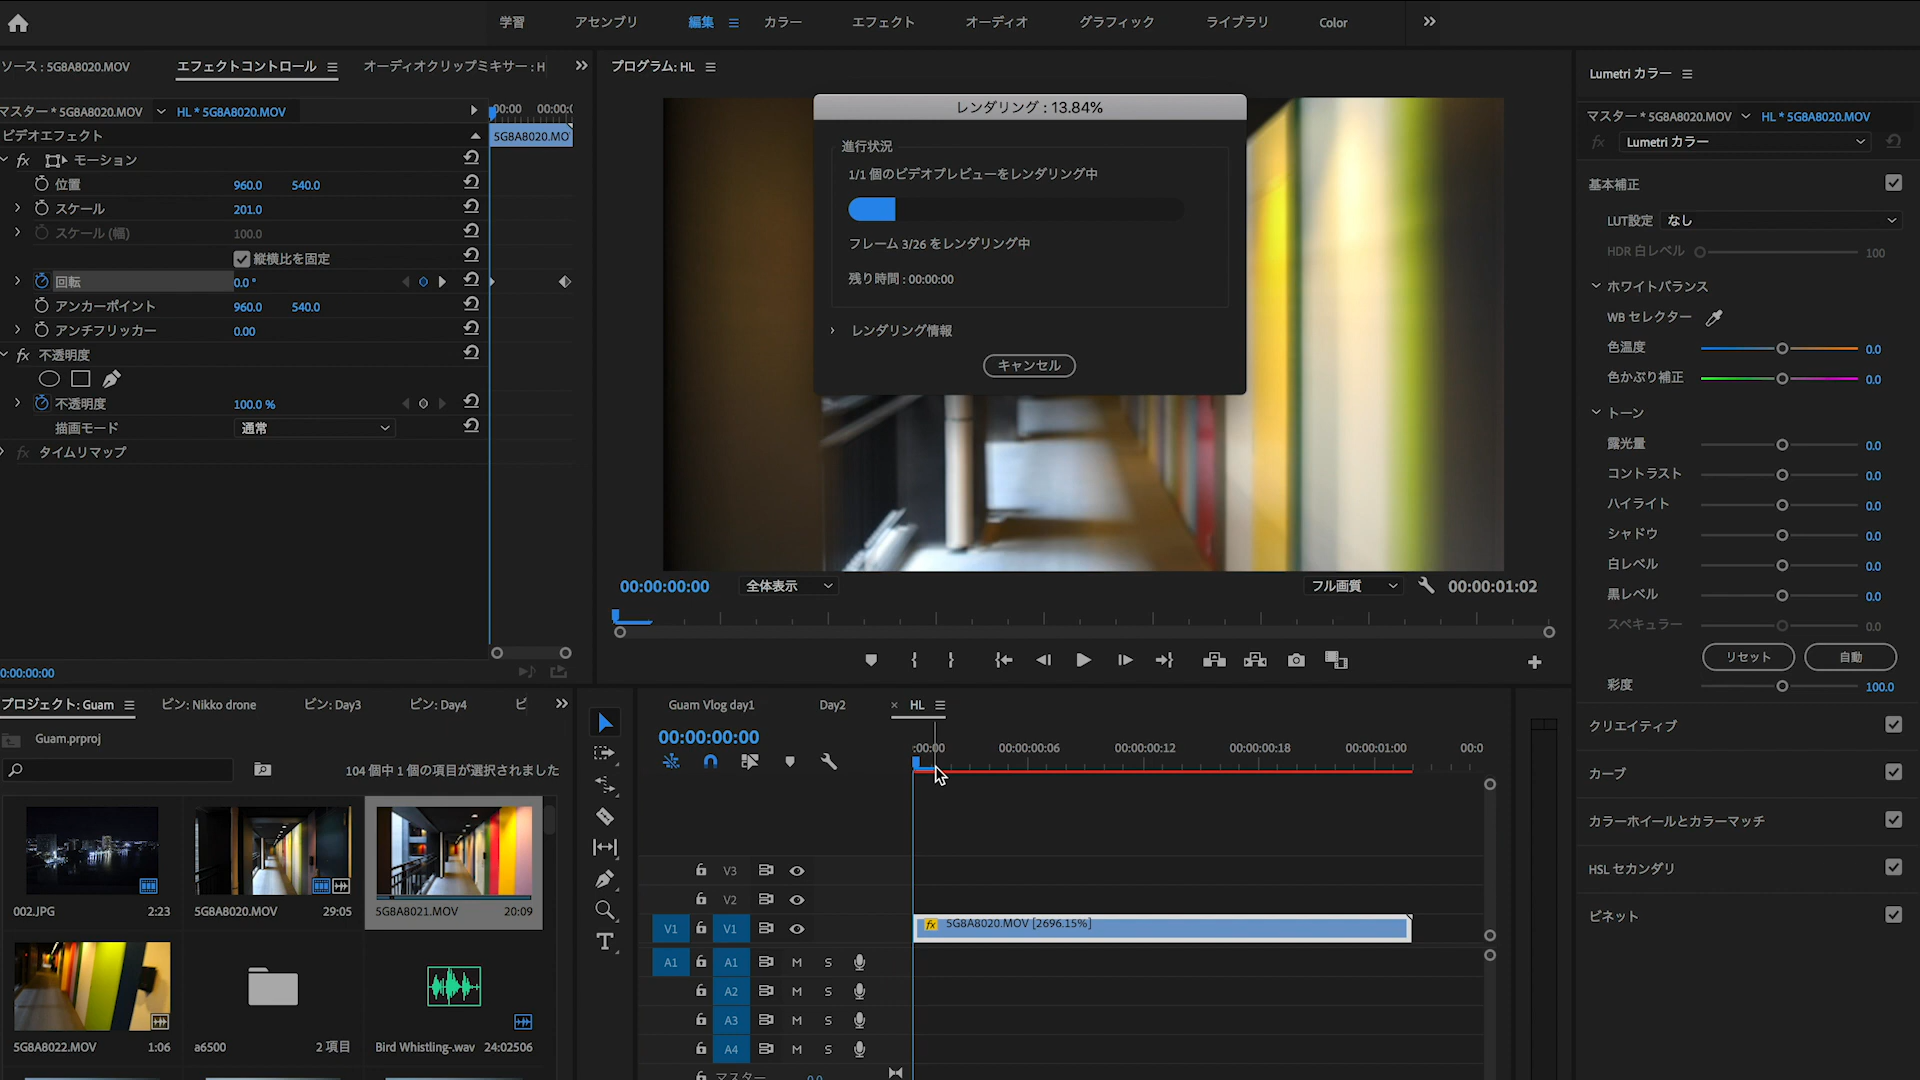 学習 アセンブリ 編集 カラー エフェクト オーディオ グラフィック ライブラリ Color
ソース : 5G8A8020.MOV エフェクトコントロール オーディオクリップミキサー : H
マスター * 5G8A8020.MOV HL * 5G8A8020.MOV
00:00 00:00:0
5G8A8020.MO
ビデオエフェクト
fx モーション
位置 960.0 540.0
スケール 201.0
スケール (幅) 100.0
縦横比を固定
回転 0.0 °
アンカーポイント 960.0 540.0
アンチフリッカー 0.00
fx 不透明度
不透明度 100.0 %
描画モード 通常
fx タイムリマップ
0:00:00:00
プログラム: HL
レンダリング : 13.84%
進行状況
1/1 個のビデオプレビューをレンダリング中
フレーム 3/26 をレンダリング中
残り時間 : 00:00:00
レンダリング情報
キャンセル
00:00:00:00 全体表示 フル画質 00:00:01:02
Lumetri カラー
マスター * 5G8A8020.MOV HL * 5G8A8020.MOV
fx Lumetri カラー
基本補正
LUT設定 なし
HDR 白レベル 100
ホワイトバランス
WB セレクター
色温度 0.0
色かぶり補正 0.0
トーン
露光量 0.0
コントラスト 0.0
ハイライト 0.0
シャドウ 0.0
白レベル 0.0
黒レベル 0.0
スペキュラー 0.0
リセット 自動
彩度 100.0
クリエイティブ
カーブ
カラーホイールとカラーマッチ
HSL セカンダリ
ビネット
プロジェクト: Guam ビン: Nikko drone ビン: Day3 ビン: Day4 ビ
Guam.prproj
104 個中 1 個の項目が選択されました
002.JPG 2:23
5G8A8020.MOV 29:05
5G8A8021.MOV 20:09
5G8A8022.MOV 1:06
a6500 2 項目
Bird Whistling-.wav 24:02506
T
Guam Vlog day1 Day2 × HL
00:00:00:00
:00:00 00:00:00:06 00:00:00:12 00:00:00:18 00:00:01:00 00:0
V3
V2
V1 V1
fx 5G8A8020.MOV [2696.15%]
A1 A1 M S
A2 M S
A3 M S
A4 M S
マスター 0.0